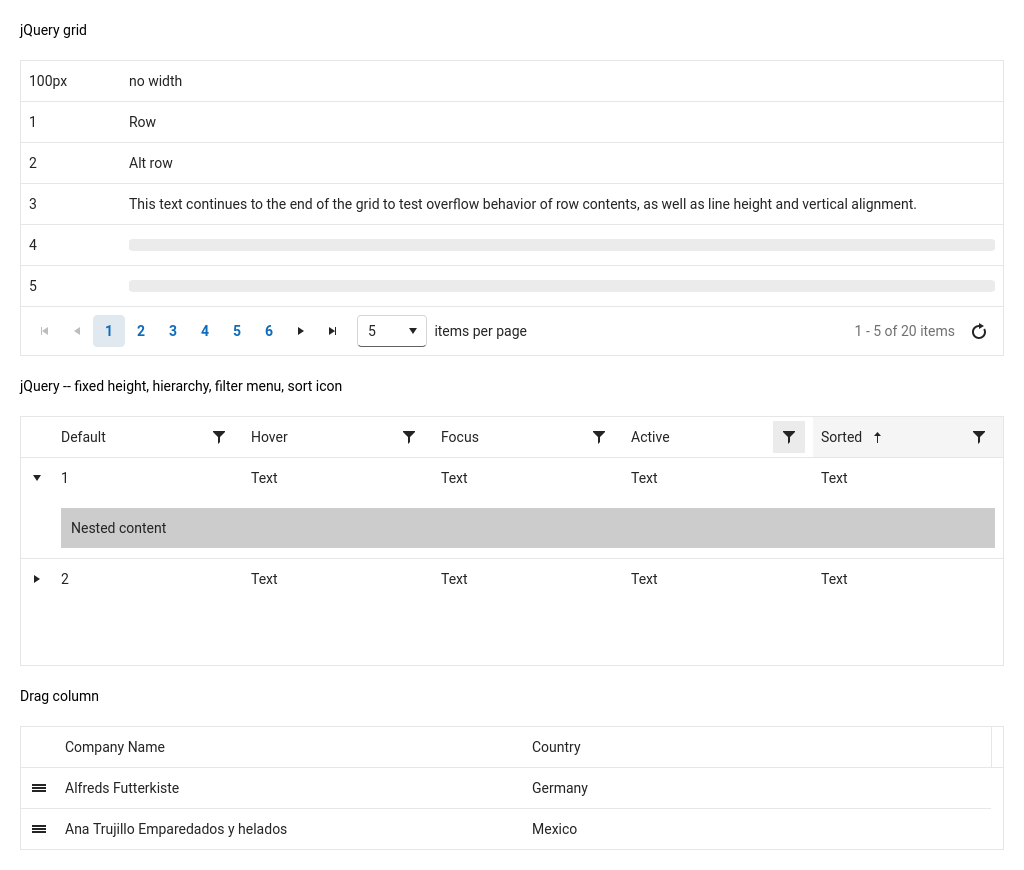 jQuery grid
100px no width
1 Row
2 Alt row
3 This text continues to the end of the grid to test overflow behavior of row contents, as well as line height and vertical alignment.
4
5
1 2 3 4 5 6 5 items per page 1 - 5 of 20 items
jQuery -- fixed height, hierarchy, filter menu, sort icon
Default Hover Focus Active Sorted
1 Text Text Text Text
Nested content
2 Text Text Text Text
Drag column
Company Name Country
Alfreds Futterkiste Germany
Ana Trujillo Emparedados y helados Mexico